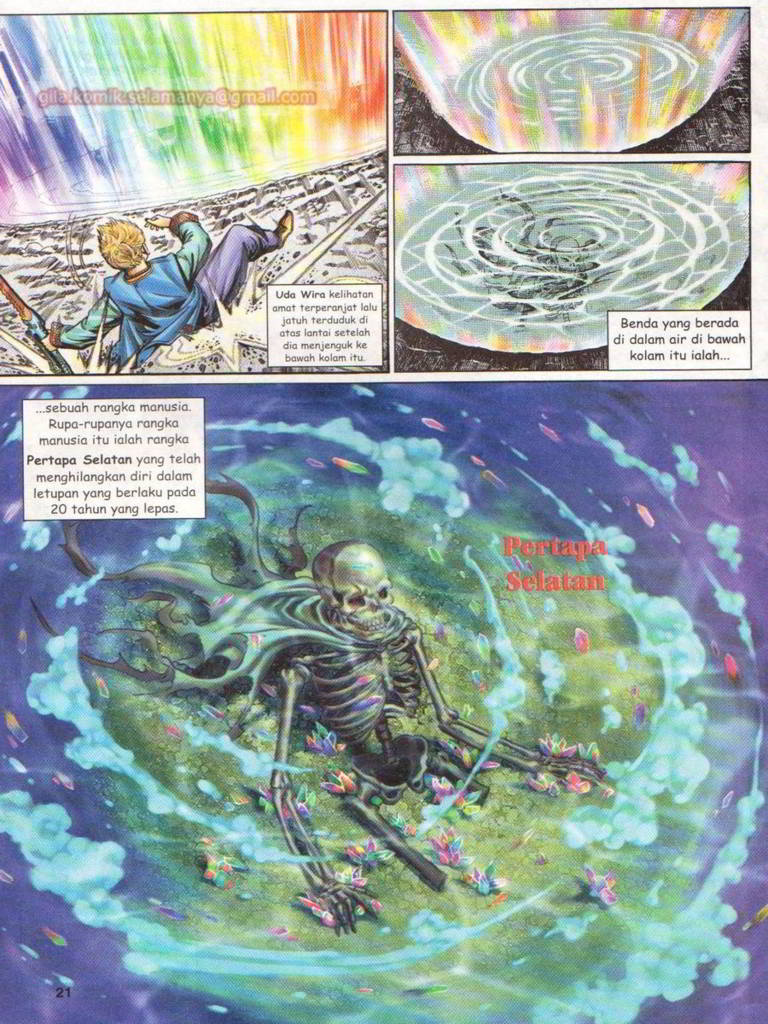 gila.komik.selamanya@gmail.com
Uda Wira kelihatan
amat terperanjat lalu
jatuh terduduk di
atas lantai setelah
dia menjenguk ke
bawah kolam itu.
Benda yang berada
di dalam air di bawah
kolam itu ialah...
...sebuah rangka manusia.
Rupa-rupanya rangka
manusia itu ialah rangka
Pertapa Selatan yang telah
menghilangkan diri dalam
letupan yang berlaku pada
20 tahun yang lepas.
Pertapa
Selatan
21